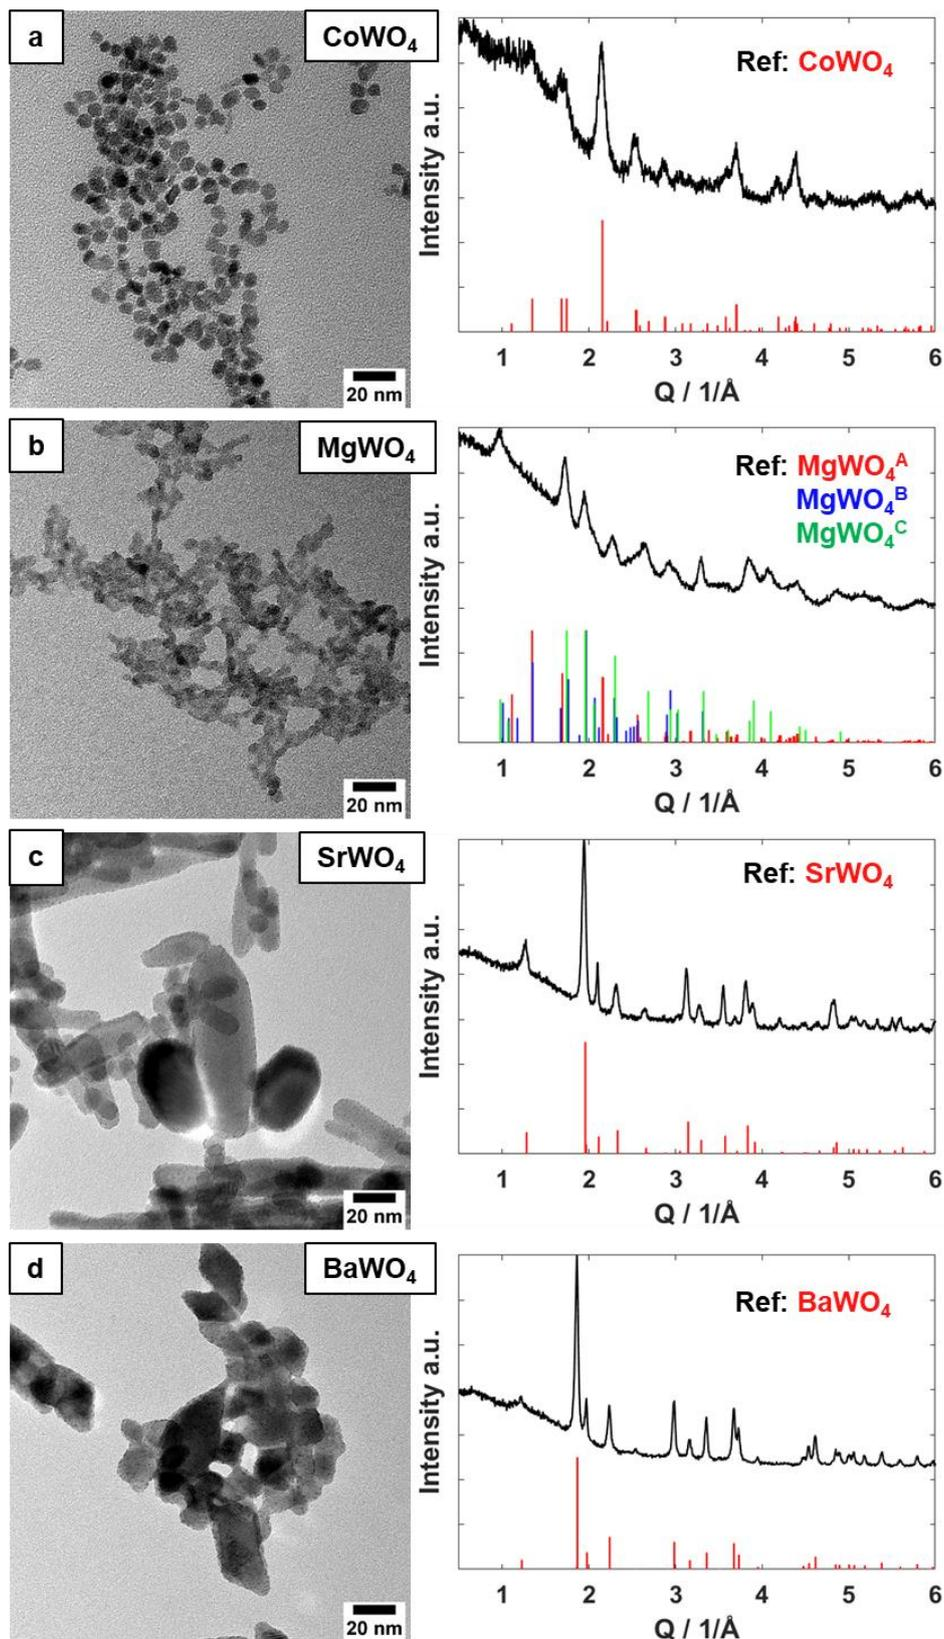 a
CoWO₄
20 nm
Ref: CoWO₄
Intensity a.u.
1 2 3 4 5 6
Q / 1/Å
b
MgWO₄
20 nm
Ref: MgWO₄ᴬ
MgWO₄ᴮ
MgWO₄ᶜ
Intensity a.u.
1 2 3 4 5 6
Q / 1/Å
c
SrWO₄
20 nm
Ref: SrWO₄
Intensity a.u.
1 2 3 4 5 6
Q / 1/Å
d
BaWO₄
20 nm
Ref: BaWO₄
Intensity a.u.
1 2 3 4 5 6
Q / 1/Å